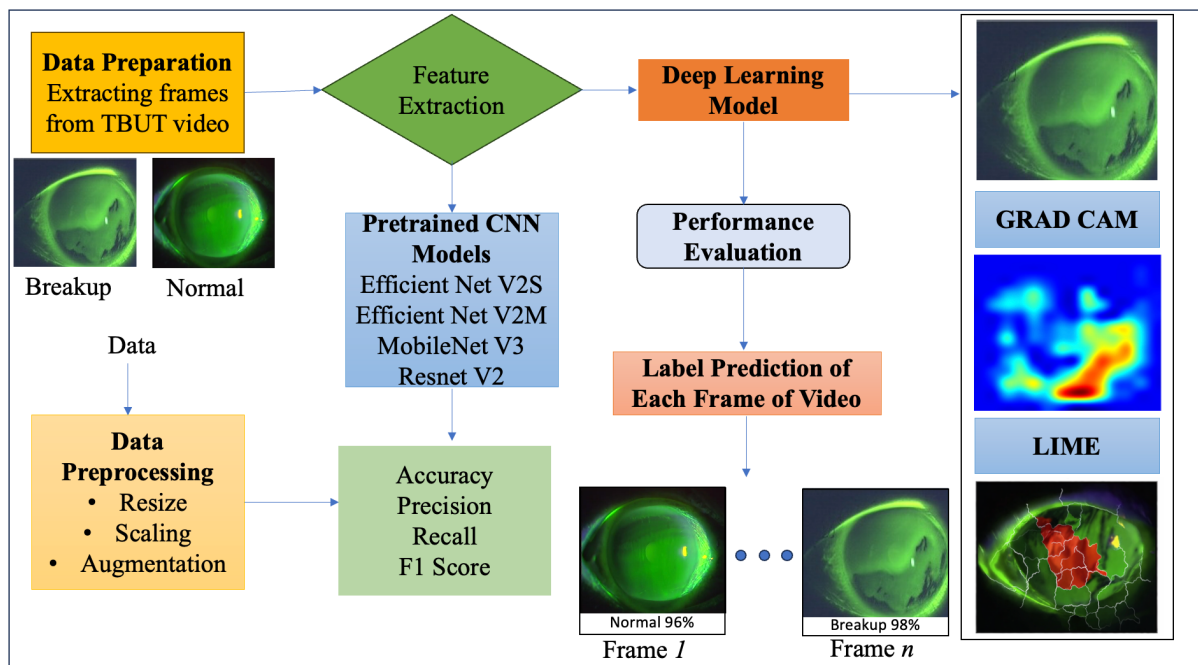 Data Preparation
Extracting frames
from TBUT video
Breakup
Normal
Data
Data
Preprocessing
• Resize
• Scaling
• Augmentation
Feature
Extraction
Pretrained CNN
Models
Efficient Net V2S
Efficient Net V2M
MobileNet V3
Resnet V2
Accuracy
Precision
Recall
F1 Score
Deep Learning
Model
Performance
Evaluation
Label Prediction of
Each Frame of Video
Normal 96%
Frame 1
Breakup 98%
Frame n
GRAD CAM
LIME